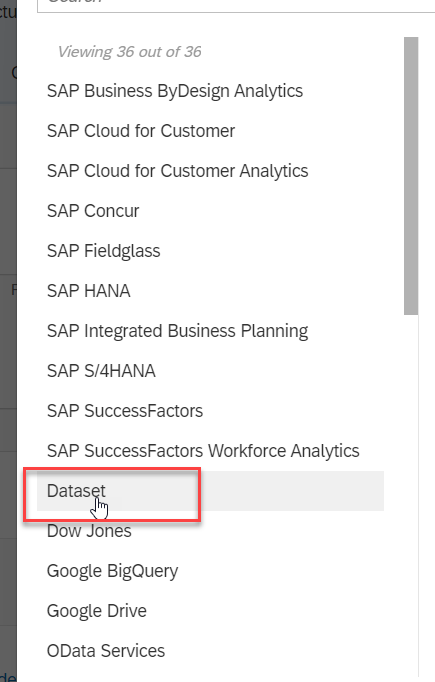 Viewing 36 out of 36
SAP Business ByDesign Analytics
SAP Cloud for Customer
SAP Cloud for Customer Analytics
SAP Concur
SAP Fieldglass
SAP HANA
SAP Integrated Business Planning
SAP S/4HANA
SAP SuccessFactors
SAP SuccessFactors Workforce Analytics
Dataset
Dow Jones
Google BigQuery
Google Drive
OData Services